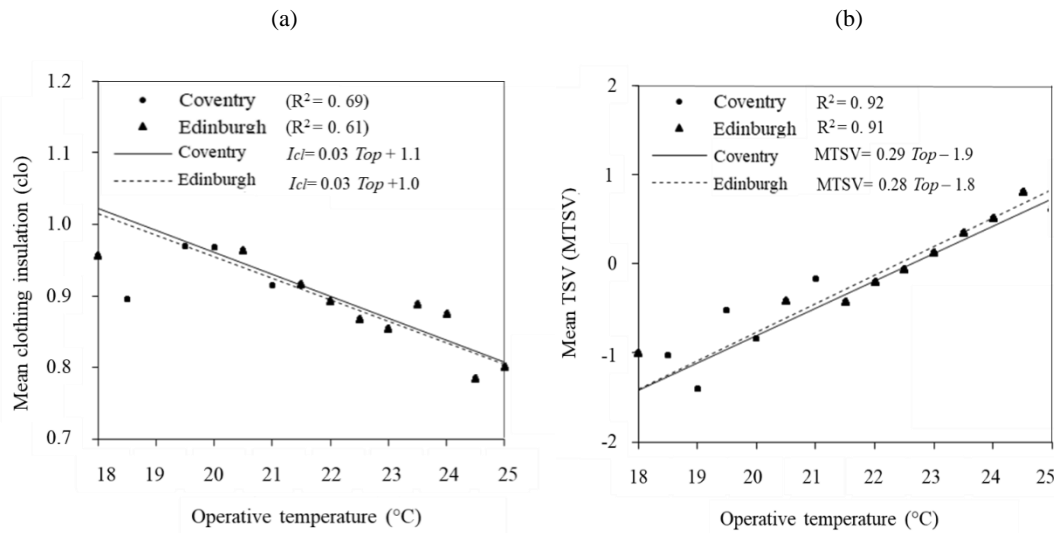 (a)
(b)
1.2
1.1
1.0
0.9
0.8
0.7
Mean clothing insulation (clo)
Coventry (R² = 0. 69)
Edinburgh (R² = 0. 61)
Coventry Icl= 0.03 Top + 1.1
Edinburgh Icl= 0.03 Top +1.0
18 19 20 21 22 23 24 25
Operative temperature (°C)
2
1
0
-1
-2
Mean TSV (MTSV)
Coventry R² = 0. 92
Edinburgh R² = 0. 91
Coventry MTSV= 0.29 Top – 1.9
Edinburgh MTSV= 0.28 Top – 1.8
18 19 20 21 22 23 24 25
Operative temperature (°C)